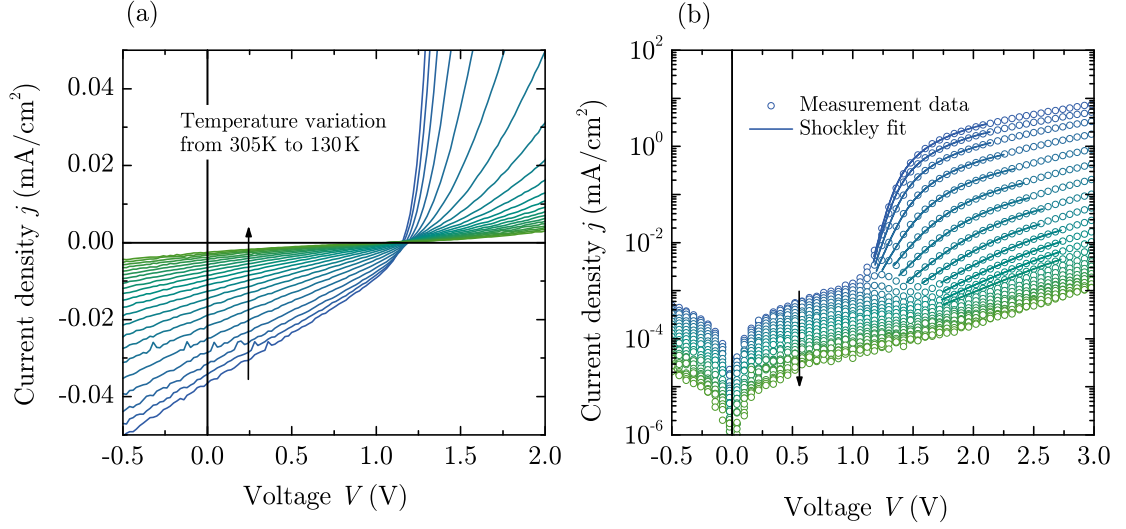 (a)
(b)
Current density j (mA/cm²)
0.04
0.02
0.00
-0.02
-0.04
Temperature variation
from 305K to 130K
-0.5 0.0 0.5 1.0 1.5 2.0
Voltage V (V)
Current density j (mA/cm²)
10²
10⁰
10⁻²
10⁻⁴
10⁻⁶
Measurement data
Shockley fit
-0.5 0.0 0.5 1.0 1.5 2.0 2.5 3.0
Voltage V (V)